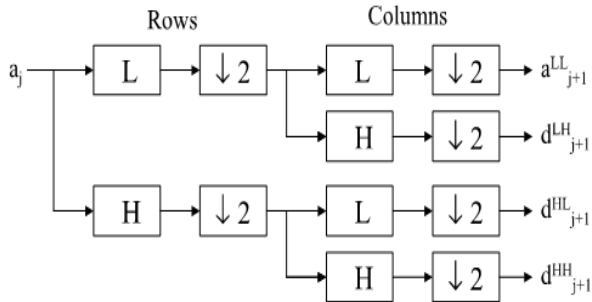 Rows Columns
a_j L ↓2 L ↓2 a^LL_j+1
H ↓2 d^LH_j+1
H ↓2 L ↓2 d^HL_j+1
H ↓2 d^HH_j+1